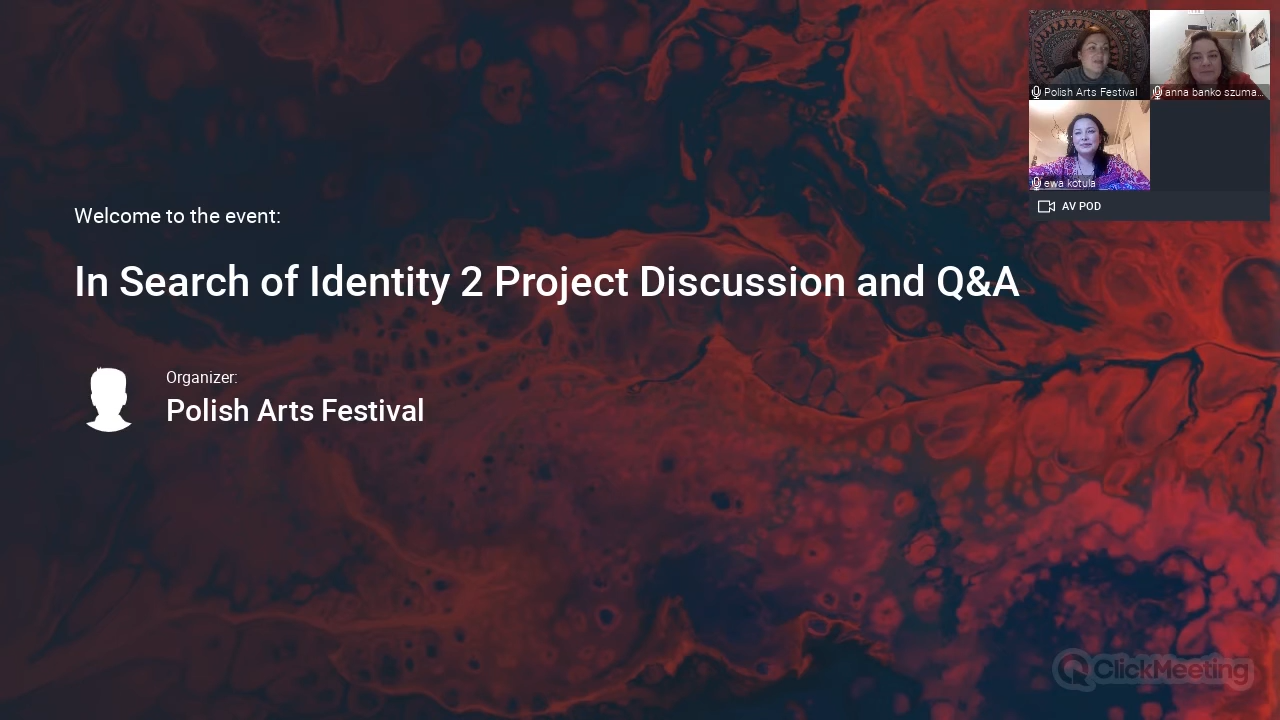 Polish Arts Festival
anna banko szuma...
ewa kotula
AV POD
Welcome to the event:
In Search of Identity 2 Project Discussion and Q&A
Organizer:
Polish Arts Festival
ClickMeeting